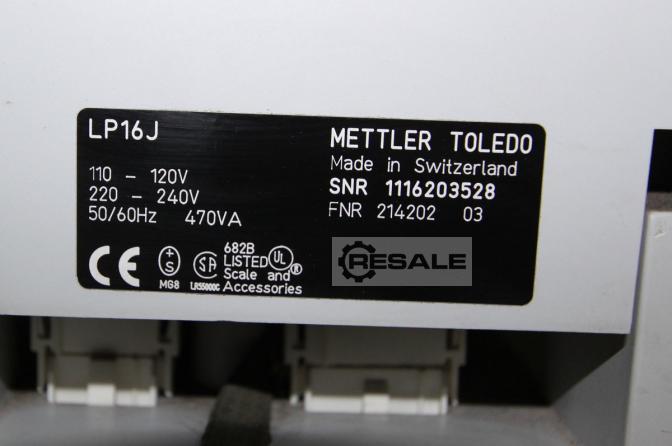 LP16J
110 – 120V
220 – 240V
50/60Hz 470VA
METTLER TOLEDO
Made in Switzerland
SNR 1116203528
FNR 214202 03
CE
+S
MG8
SA
LR55000C
682B
LISTED UL ®
Scale and
Accessories
RESALE